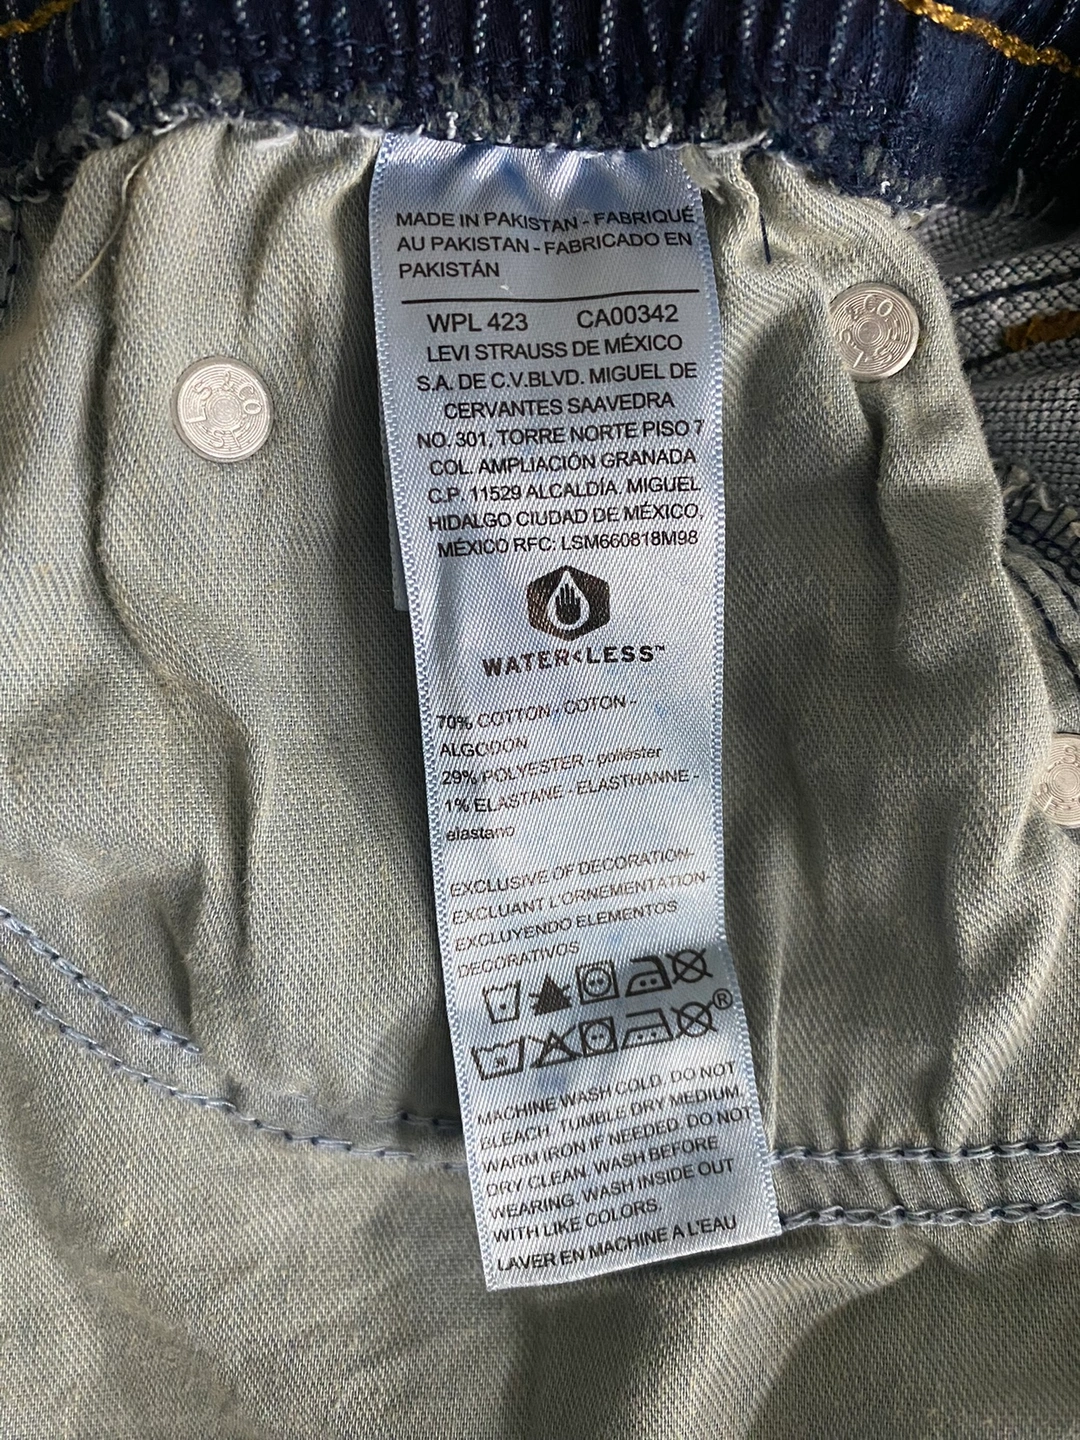 MADE IN PAKISTAN - FABRIQUÉ
AU PAKISTAN - FABRICADO EN
PAKISTÁN
WPL 423 CA00342
LEVI STRAUSS DE MÉXICO
S.A. DE C.V.BLVD. MIGUEL DE
CERVANTES SAAVEDRA
NO. 301, TORRE NORTE PISO 7
COL. AMPLIACIÓN GRANADA
C.P. 11529 ALCALDÍA. MIGUEL
HIDALGO CIUDAD DE MÉXICO,
MÉXICO RFC: LSM660818M98
WATER<LESS™
70% COTTON - COTON -
ALGODON
29% POLYESTER - poliéster
1% ELASTANE - ELASTHANNE -
elastano
EXCLUSIVE OF DECORATION-
EXCLUANT L'ORNEMENTATION-
EXCLUYENDO ELEMENTOS
DECORATIVOS
®
MACHINE WASH COLD. DO NOT
BLEACH. TUMBLE DRY MEDIUM.
WARM IRON IF NEEDED. DO NOT
DRY CLEAN. WASH BEFORE
WEARING. WASH INSIDE OUT
WITH LIKE COLORS.
LAVER EN MACHINE A L'EAU